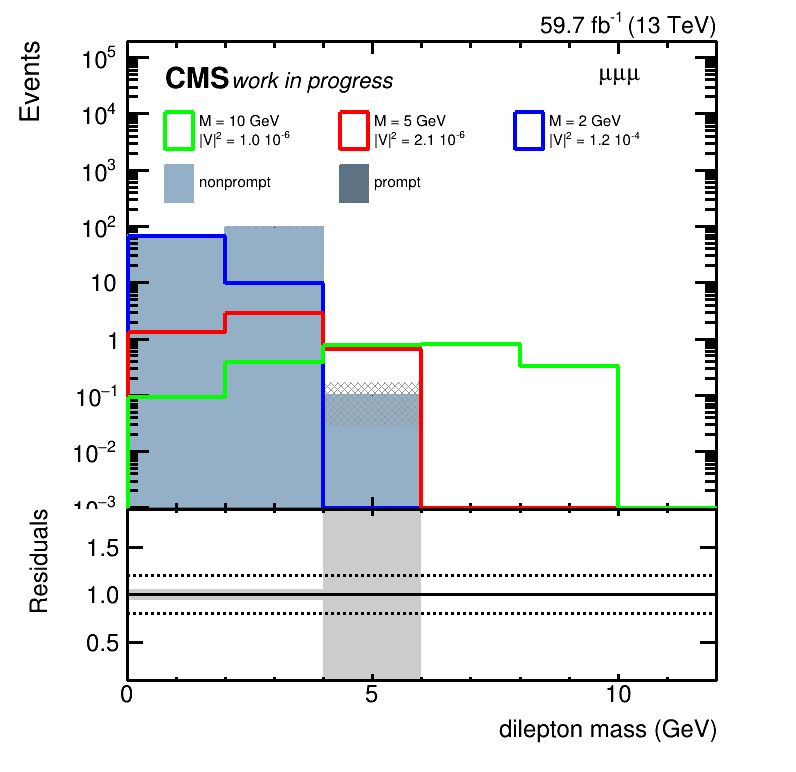 59.7 fb⁻¹ (13 TeV)
Events
CMS work in progress
μμμ
M = 10 GeV
|V|² = 1.0 10⁻⁶
M = 5 GeV
|V|² = 2.1 10⁻⁶
M = 2 GeV
|V|² = 1.2 10⁻⁴
nonprompt
prompt
10⁵
10⁴
10³
10²
10
1
10⁻¹
10⁻²
10⁻³
Residuals
1.5
1.0
0.5
0 5 10
dilepton mass (GeV)